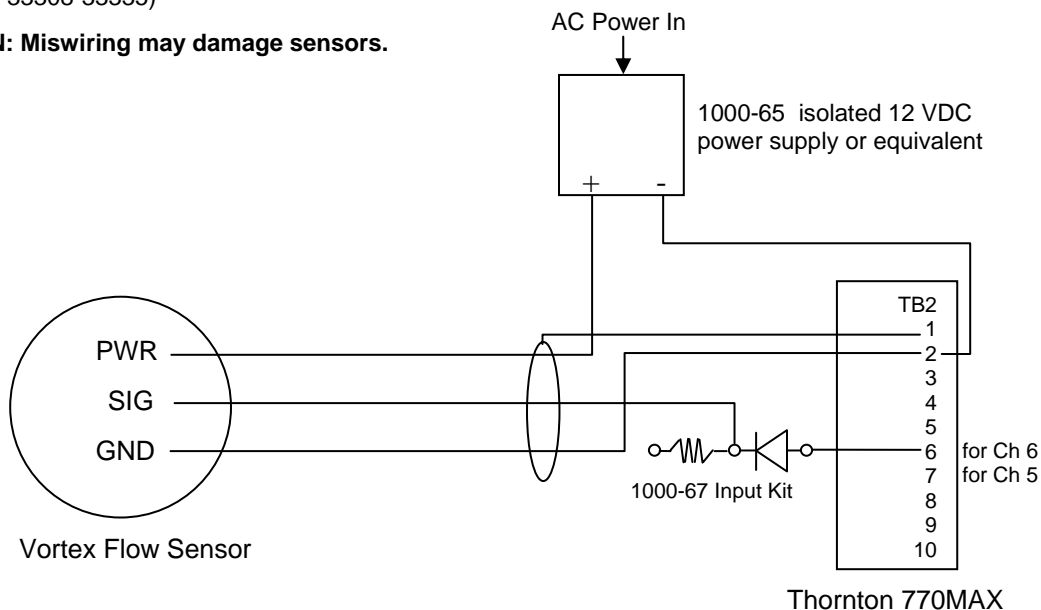 AC Power In
: Miswiring may damage sensors.
1000-65 isolated 12 VDC
power supply or equivalent
+ -
TB2
1
2
3
4
5
6 for Ch 6
7 for Ch 5
8
9
10
PWR
SIG
GND
1000-67 Input Kit
Vortex Flow Sensor
Thornton 770MAX